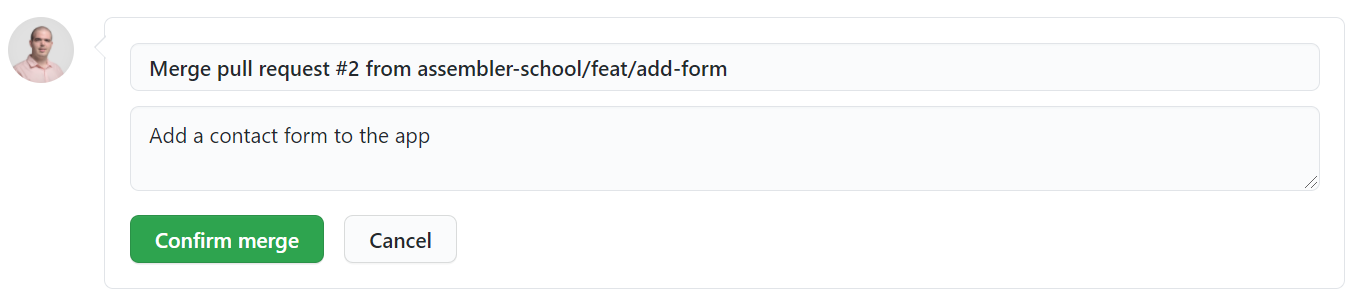 Merge pull request #2 from assembler-school/feat/add-form
Add a contact form to the app
Confirm merge
Cancel